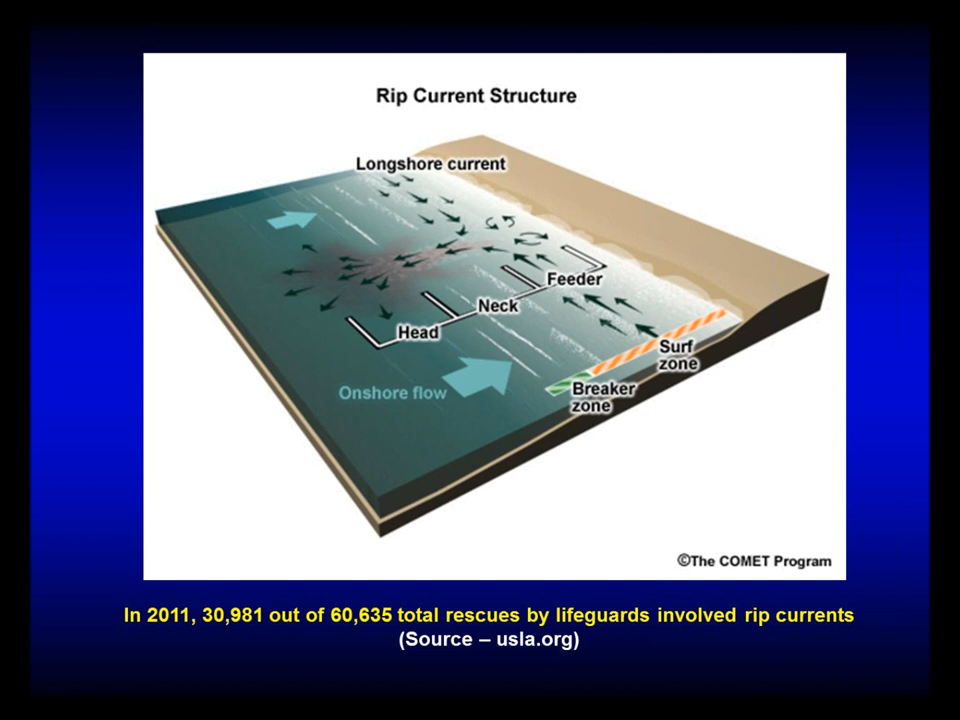 Rip Current Structure
Longshore current
Feeder
Neck
Head
Surf
zone
Onshore flow
Breaker
zone
©The COMET Program
In 2011, 30,981 out of 60,635 total rescues by lifeguards involved rip currents
(Source – usla.org)